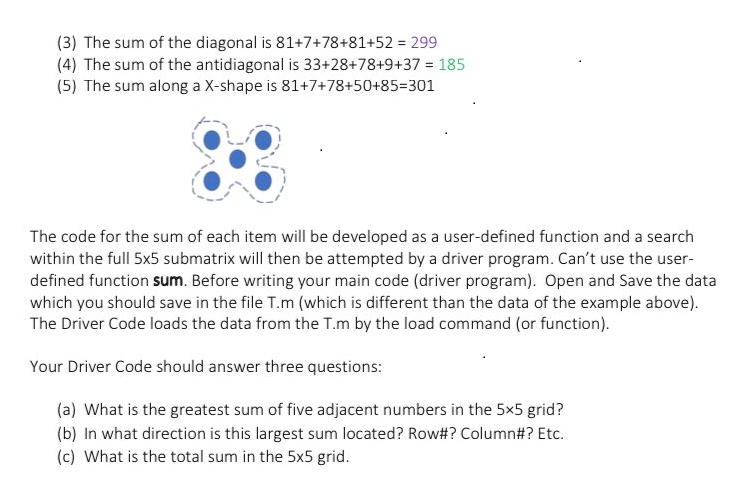 (3) The sum of the diagonal is 81+7+78+81+52 = 299
(4) The sum of the antidiagonal is 33+28+78+9+37 = 185
(5) The sum along a X-shape is 81+7+78+50+85=301
The code for the sum of each item will be developed as a user-defined function and a search
within the full 5x5 submatrix will then be attempted by a driver program. Can't use the user-
defined function sum. Before writing your main code (driver program). Open and Save the data
which you should save in the file T.m (which is different than the data of the example above).
The Driver Code loads the data from the T.m by the load command (or function).
Your Driver Code should answer three questions:
(a) What is the greatest sum of five adjacent numbers in the 5×5 grid?
(b) In what direction is this largest sum located? Row#? Column#? Etc.
(c) What is the total sum in the 5x5 grid.